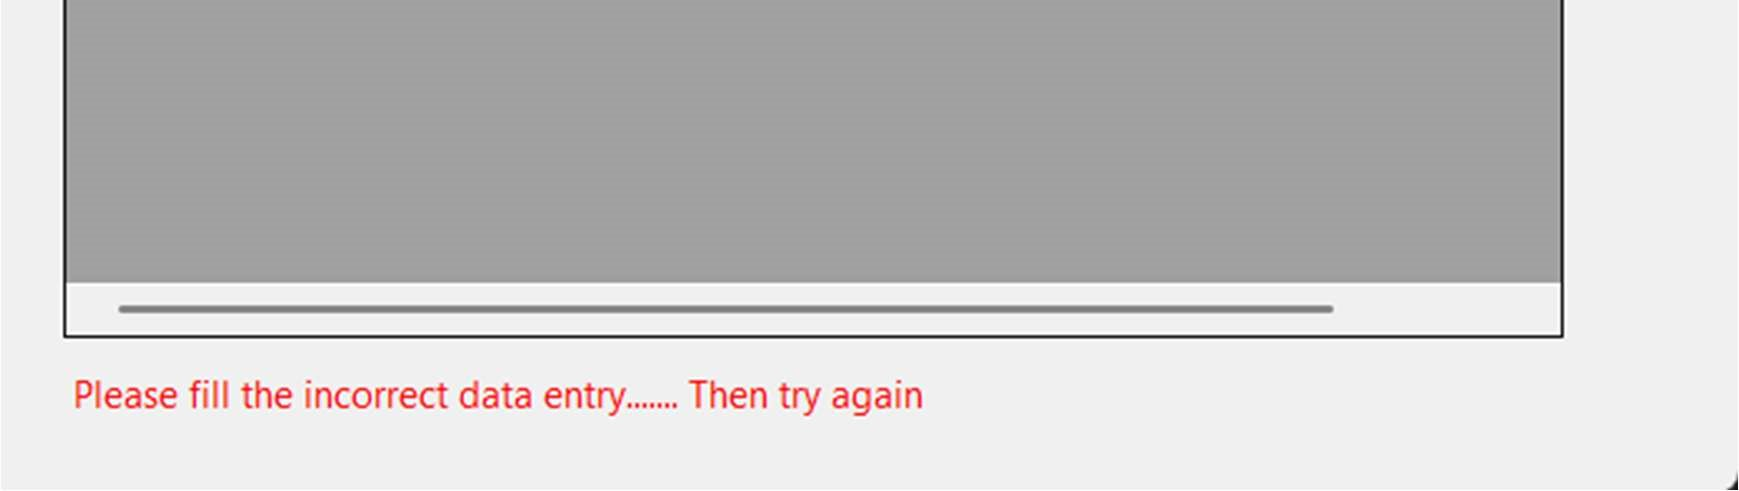 Please fill the incorrect data entry....... Then try again